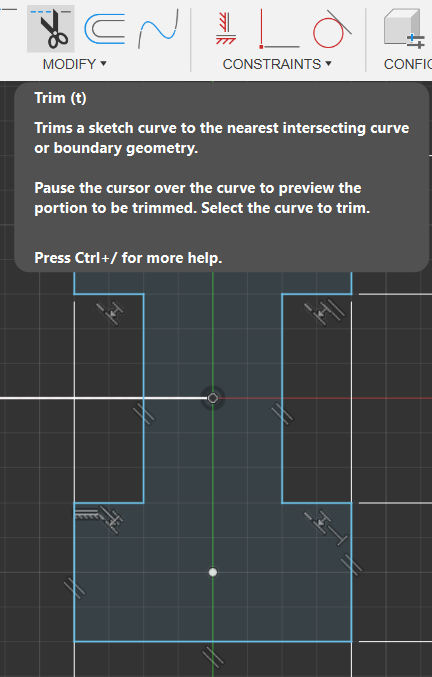 MODIFY ▾ CONSTRAINTS ▾ CONFIG
Trim (t)
Trims a sketch curve to the nearest intersecting curve
or boundary geometry.
Pause the cursor over the curve to preview the
portion to be trimmed. Select the curve to trim.
Press Ctrl+/ for more help.